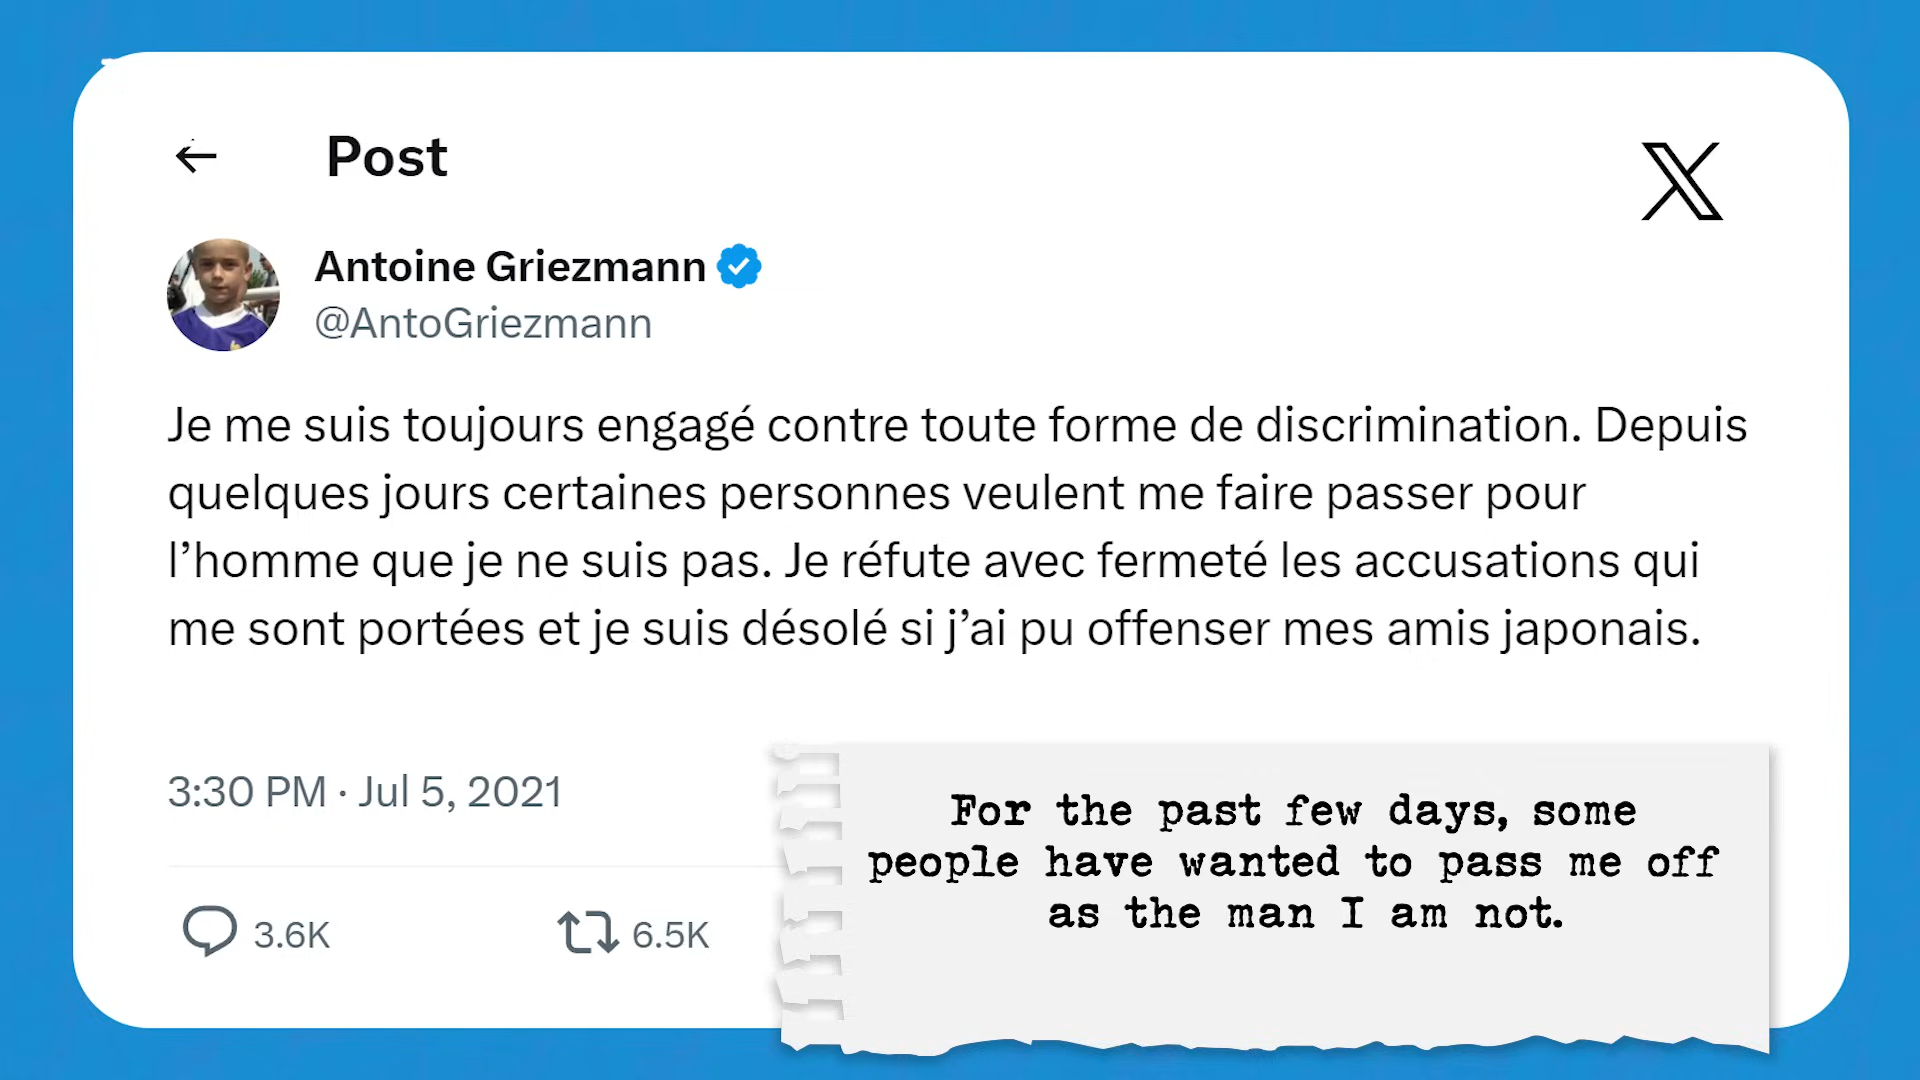 Post
Antoine Griezmann
@AntoGriezmann
Je me suis toujours engagé contre toute forme de discrimination. Depuis
quelques jours certaines personnes veulent me faire passer pour
l’homme que je ne suis pas. Je réfute avec fermeté les accusations qui
me sont portées et je suis désolé si j’ai pu offenser mes amis japonais.
3:30 PM · Jul 5, 2021
3.6K
6.5K
For the past few days, some
people have wanted to pass me off
as the man I am not.